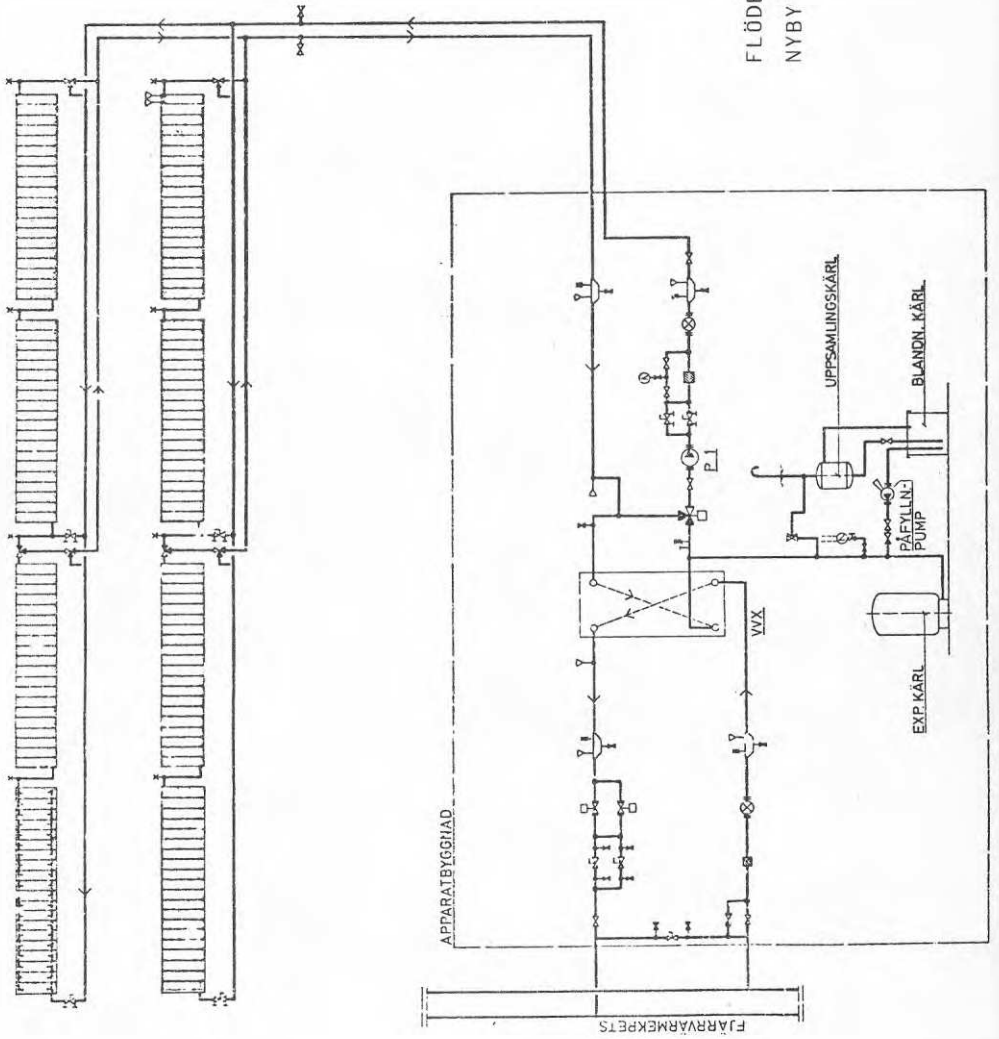 FLÖD
NYBY
APPARATBYGGNAD
UPPSAMLINGSKÄRL
BLANDN. KÄRL
P 1
PÅFYLLN.-
PUMP
VVX
EXP. KÄRL
FJÄRRVÄRMEKRETS